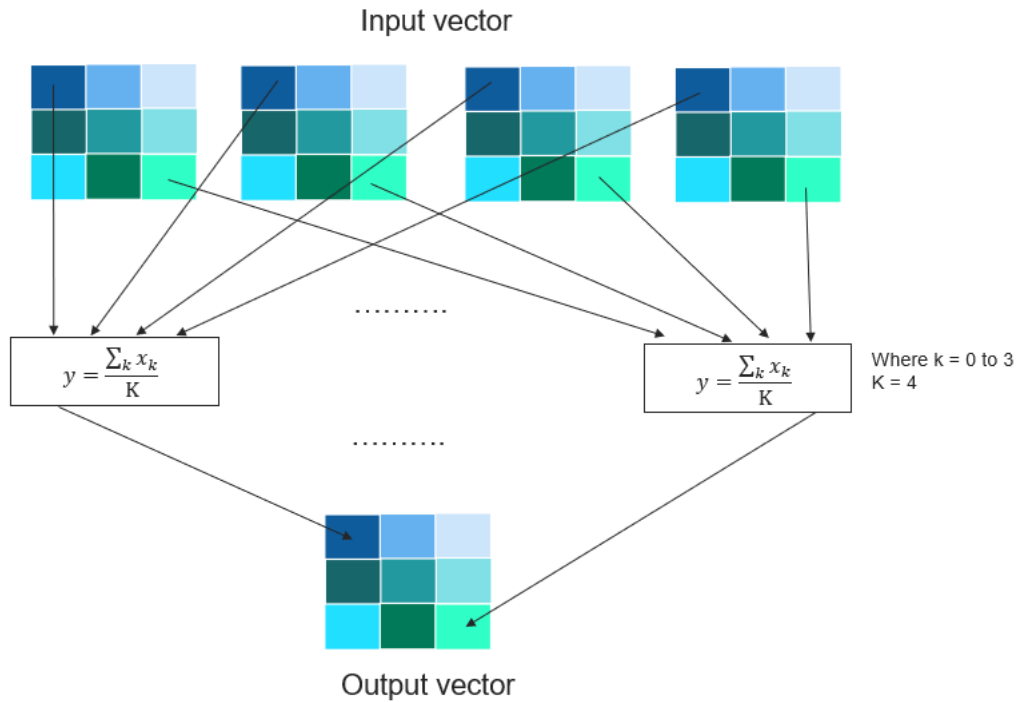 Input vector
..........
y = ∑ₖ xₖ / K
y = ∑ₖ xₖ / K
Where k = 0 to 3
K = 4
..........
Output vector